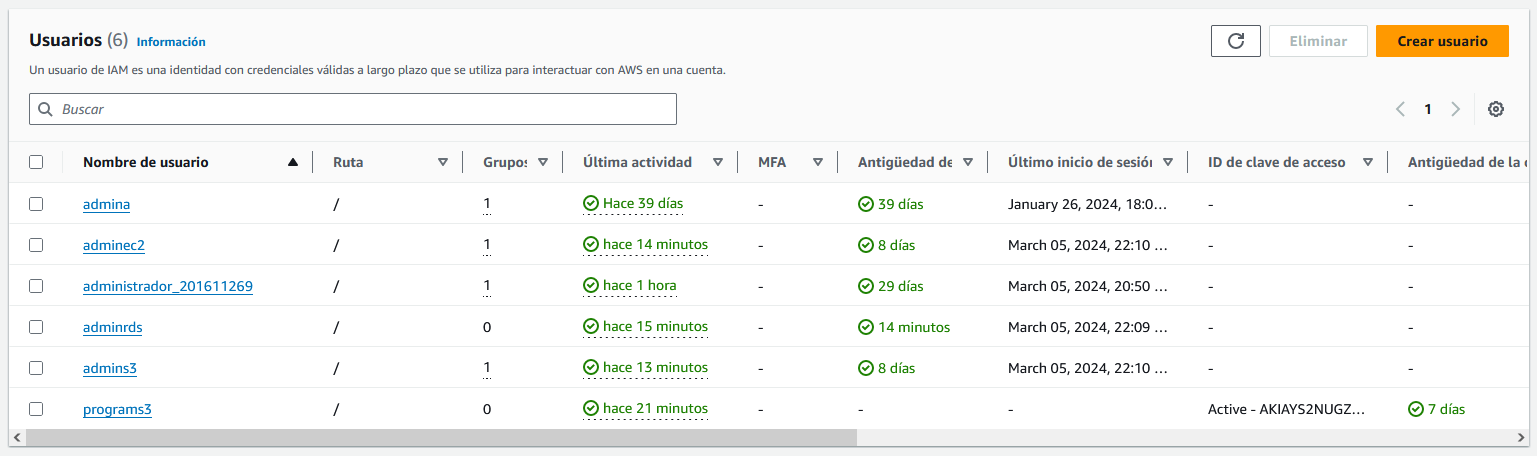 Usuarios (6) Información
Eliminar
Crear usuario
Un usuario de IAM es una identidad con credenciales válidas a largo plazo que se utiliza para interactuar con AWS en una cuenta.
Buscar
1
Nombre de usuario Ruta Grupos Última actividad MFA Antigüedad de Último inicio de sesión ID de clave de acceso Antigüedad de la c
admina / 1 Hace 39 días - 39 días January 26, 2024, 18:0... - -
adminec2 / 1 hace 14 minutos - 8 días March 05, 2024, 22:10 ... - -
administrador_201611269 / 1 hace 1 hora - 29 días March 05, 2024, 20:50 ... - -
adminrds / 0 hace 15 minutos - 14 minutos March 05, 2024, 22:09 ... - -
admins3 / 1 hace 13 minutos - 8 días March 05, 2024, 22:10 ... - -
programs3 / 0 hace 21 minutos - - - Active - AKIAYS2NUGZ... 7 días